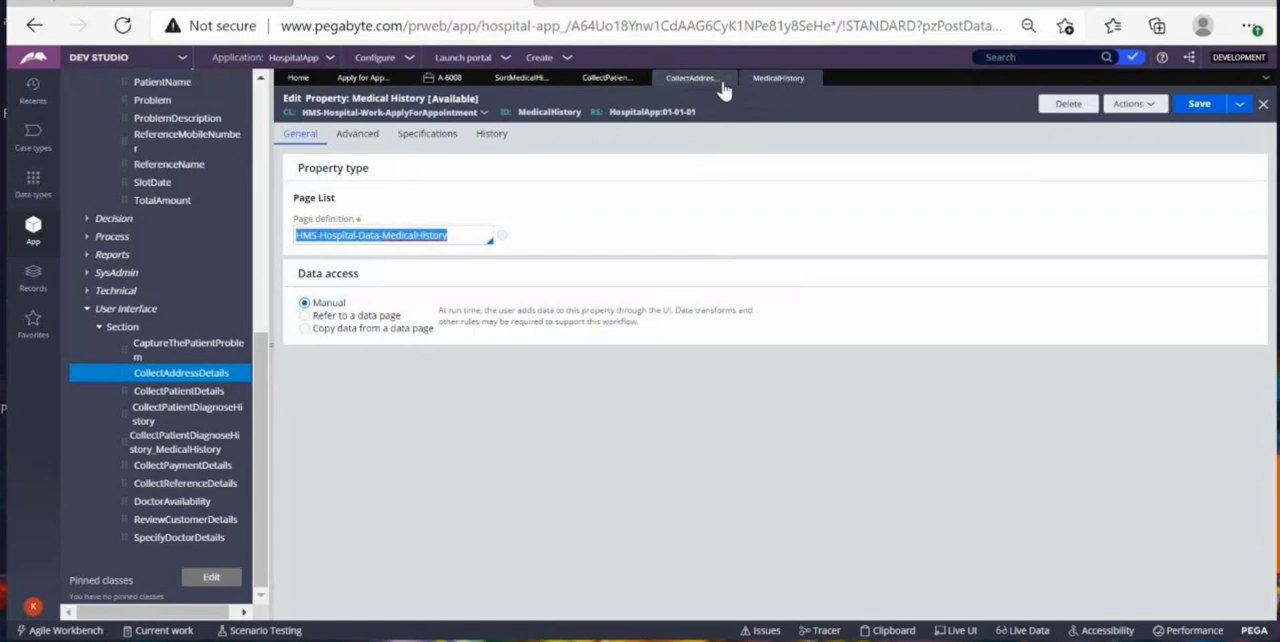 Not secure www.pegabyte.com/prweb/app/hospital-app_/A64Uo18Ynw1CdAAG6CyK1NPe81y8SeHe*/!STANDARD?pzPostData...
DEV STUDIO Application: HospitalApp Configure Launch portal Create Search DEVELOPMENT
Home Apply for App... A-6008 SortMedicalHi... CollectPatien... CollectAddres... MedicalHistory
Edit Property: Medical History [Available]
CL: HMS-Hospital-Work-ApplyForAppointment ID: MedicalHistory RS: HospitalApp:01-01-01
Delete Actions Save
General Advanced Specifications History
Property type
Page List
Page definition
HMS-Hospital-Data-MedicalHistory
Data access
Manual
Refer to a data page
Copy data from a data page
At run time, the user adds data to this property through the UI. Data transforms and
other rules may be required to support this workflow.
Recents
Case types
Data types
App
Records
Favorites
K
PatientName
Problem
ProblemDescription
ReferenceMobileNumbe
r
ReferenceName
SlotDate
TotalAmount
Decision
Process
Reports
SysAdmin
Technical
User Interface
Section
CaptureThePatientProble
m
CollectAddressDetails
CollectPatientDetails
CollectPatientDiagnoseHi
story
CollectPatientDiagnoseHi
story_MedicalHistory
CollectPaymentDetails
CollectReferenceDetails
DoctorAvailability
ReviewCustomerDetails
SpecifyDoctorDetails
Pinned classes Edit
You have no pinned classes
Agile Workbench Current work Scenario Testing Issues Tracer Clipboard Live UI Live Data Accessibility Performance PEGA